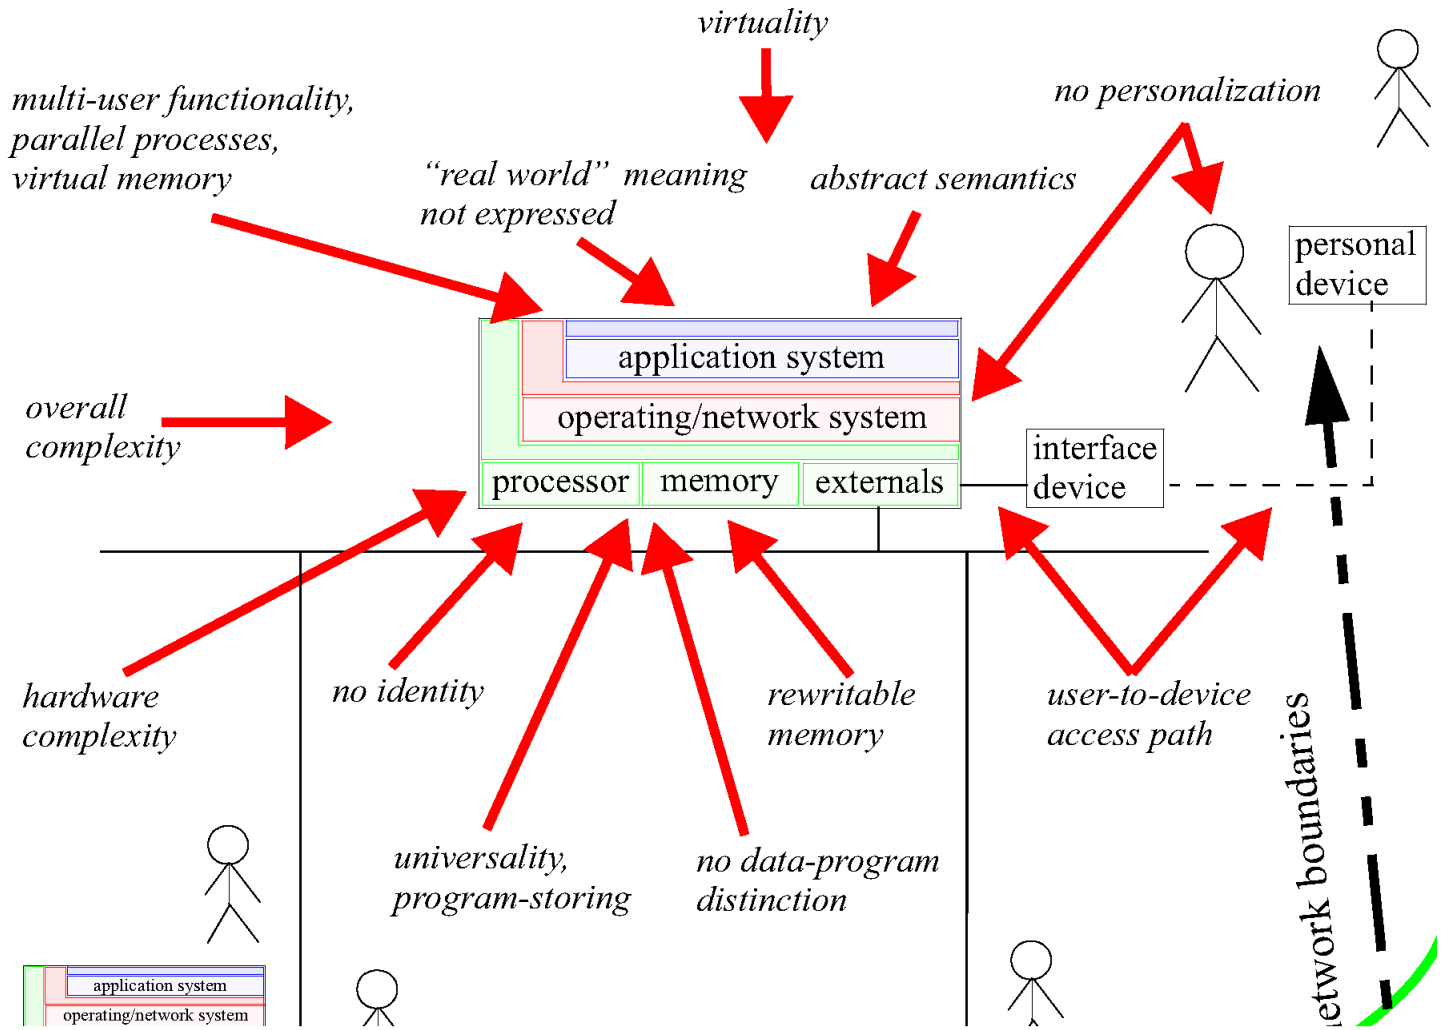 virtuality
multi-user functionality,
parallel processes,
virtual memory
no personalization
“real world” meaning
not expressed
abstract semantics
personal
device
application system
overall
complexity
operating/network system
interface
device
processor
memory
externals
hardware
complexity
no identity
rewritable
memory
user-to-device
access path
universality,
program-storing
no data-program
distinction
network boundaries
application system
operating/network system